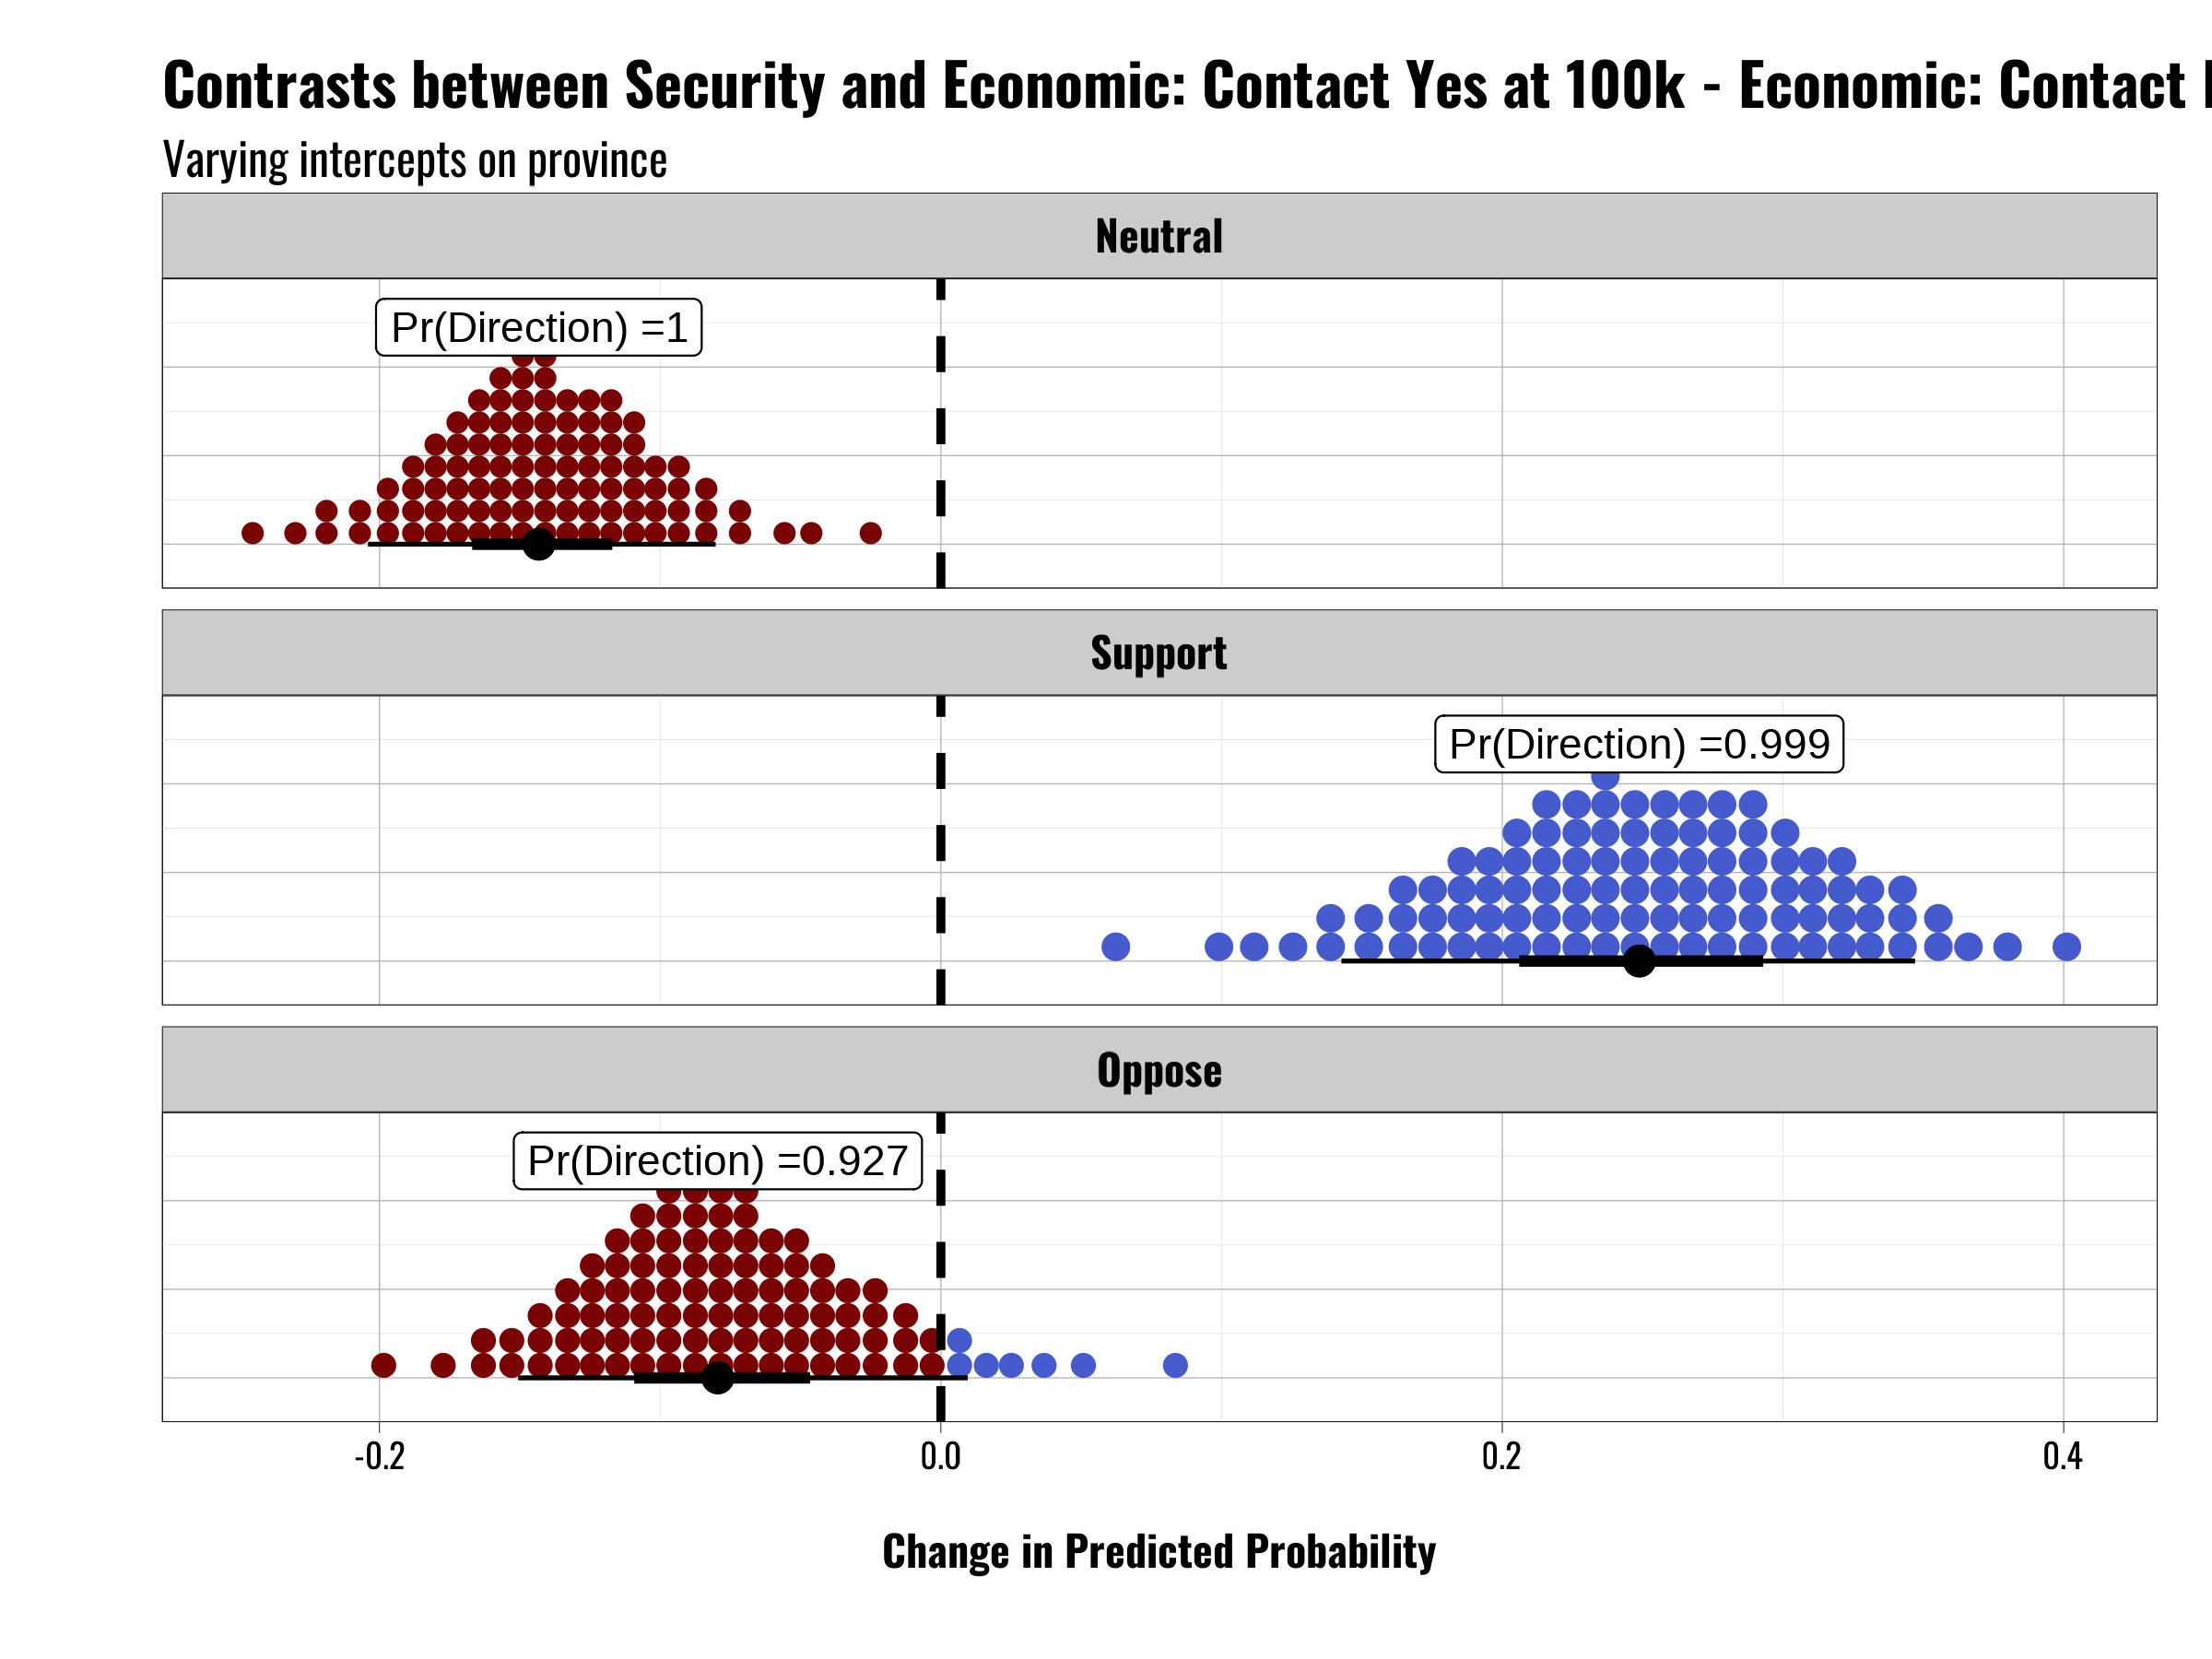 Contrasts between Security and Economic: Contact Yes at 100k - Economic: Contact
Varying intercepts on province
Neutral
Pr(Direction) =1
Support
Pr(Direction) =0.999
Oppose
Pr(Direction) =0.927
-0.2 0.0 0.2 0.4
Change in Predicted Probability